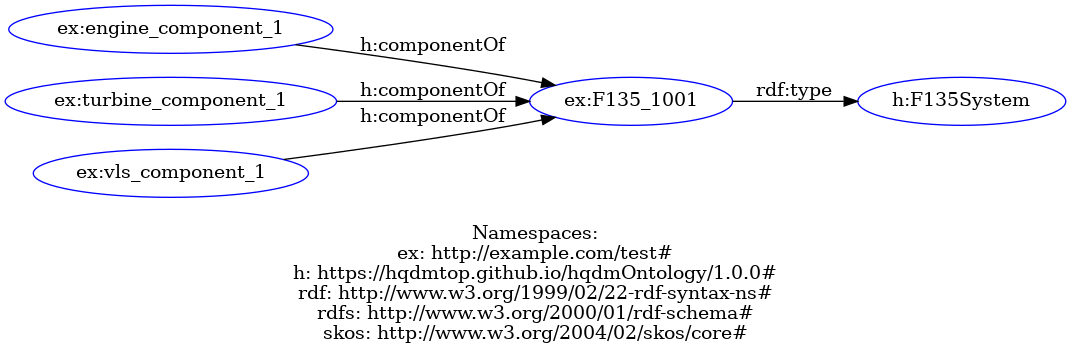 ex:engine_component_1
h:componentOf
ex:turbine_component_1
h:componentOf
ex:F135_1001
rdf:type
h:F135System
h:componentOf
ex:vls_component_1
Namespaces:
ex: http://example.com/test#
h: https://hqdmtop.github.io/hqdmOntology/1.0.0#
rdf: http://www.w3.org/1999/02/22-rdf-syntax-ns#
rdfs: http://www.w3.org/2000/01/rdf-schema#
skos: http://www.w3.org/2004/02/skos/core#